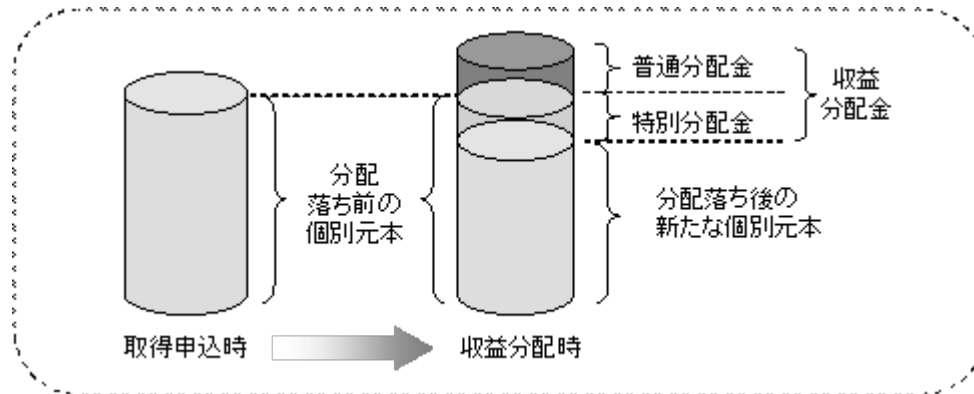 普通分配金
収益
分配金
特別分配金
分配
落ち前の
個別元本
分配落ち後の
新たな個別元本
取得申込時
収益分配時